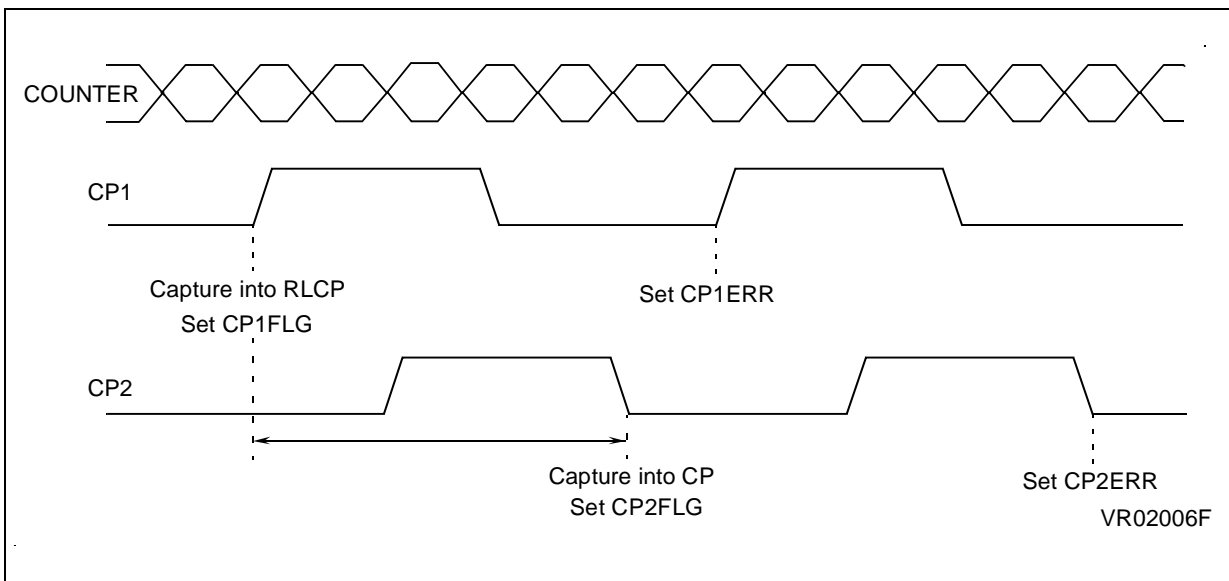 COUNTER
CP1
Capture into RLCP
Set CP1FLG
Set CP1ERR
CP2
Capture into CP
Set CP2FLG
Set CP2ERR
VR02006F